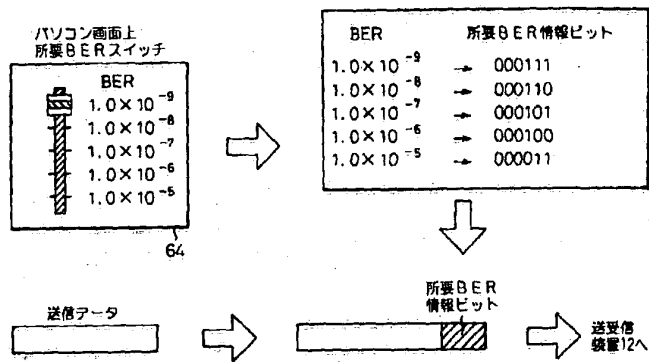 パソコン画面上
所要BERスイッチ
BER
1.0×10⁻⁹
1.0×10⁻⁸
1.0×10⁻⁷
1.0×10⁻⁶
1.0×10⁻⁵
64
BER 所要BER情報ビット
1.0×10⁻⁹ → 000111
1.0×10⁻⁸ → 000110
1.0×10⁻⁷ → 000101
1.0×10⁻⁶ → 000100
1.0×10⁻⁵ → 000011
送信データ
所要BER
情報ビット
送受信
装置12へ